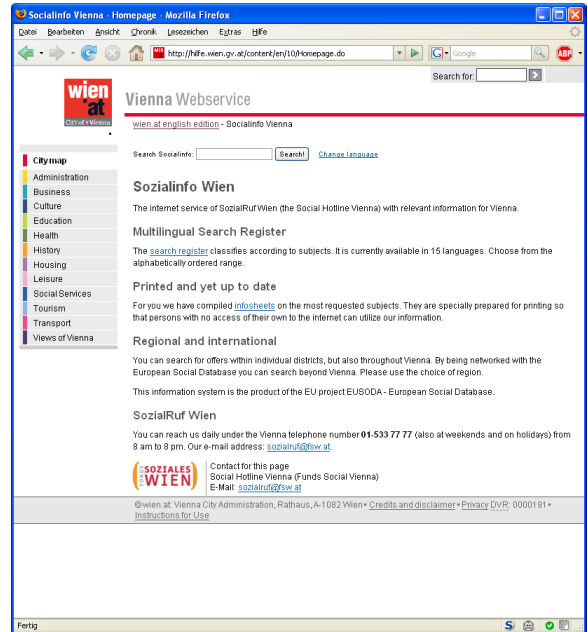 Socialinfo Vienna - Homepage - Mozilla Firefox
Datei Bearbeiten Ansicht Chronik Lesezeichen Extras Hilfe
http://hilfe.wien.gv.at/content/en/10/Homepage.do
G Google
ABP
Search for:
wien
at
City of Vienna
Vienna Webservice
wien.at english edition - Socialinfo Vienna
Search Socialinfo: Search! Change language
City map
Administration
Business
Culture
Education
Health
History
Housing
Leisure
Social Services
Tourism
Transport
Views of Vienna
Sozialinfo Wien
The internet service of SozialRuf Wien (the Social Hotline Vienna) with relevant information for Vienna.
Multilingual Search Register
The search register classifies according to subjects. It is currently available in 15 languages. Choose from the
alphabetically ordered range.
Printed and yet up to date
For you we have compiled infosheets on the most requested subjects. They are specially prepared for printing so
that persons with no access of their own to the internet can utilize our information.
Regional and international
You can search for offers within individual districts, but also throughout Vienna. By being networked with the
European Social Database you can search beyond Vienna. Please use the choice of region.
This information system is the product of the EU project EUSODA - European Social Database.
SozialRuf Wien
You can reach us daily under the Vienna telephone number 01-533 77 77 (also at weekends and on holidays) from
8 am to 8 pm. Our e-mail address: sozialruf@fsw.at.
FONDS
SOZIALES
WIEN
Contact for this page
Social Hotline Vienna (Funds Social Vienna)
E-Mail: sozialruf@fsw.at
©wien.at: Vienna City Administration, Rathaus, A-1082 Wien • Credits and disclaimer • Privacy DVR: 0000191 •
Instructions for Use
Fertig
S